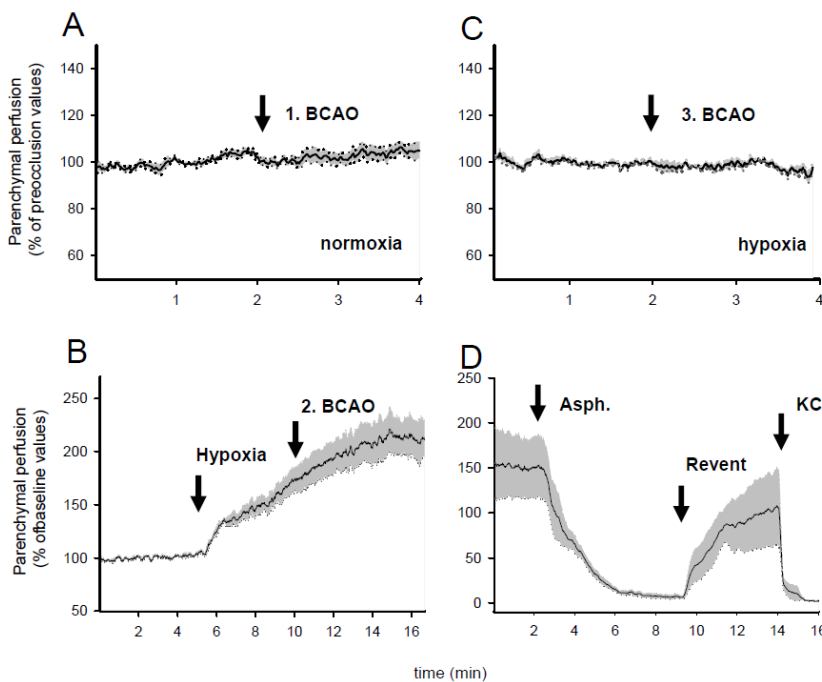 A
Parenchymal perfusion
(% of preocclusion values)
140
120
100
80
60
1. BCAO
normoxia
1
2
3
4
C
140
120
100
80
60
3. BCAO
hypoxia
1
2
3
4
B
Parenchymal perfusion
(% ofbaseline values)
250
200
150
100
50
Hypoxia
2. BCAO
2
4
6
8
10
12
14
16
D
250
200
150
100
50
0
Asph.
Revent
KC
2
4
6
8
10
12
14
16
time (min)